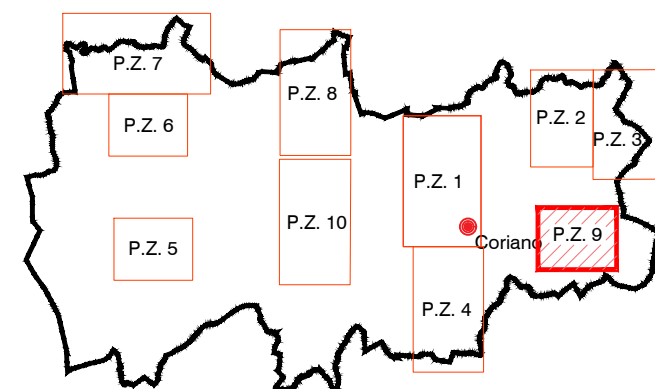 P.Z. 7
P.Z. 8
P.Z. 6
P.Z. 2
P.Z. 3
P.Z. 1
P.Z. 10
P.Z. 5
Coriano
P.Z. 9
P.Z. 4